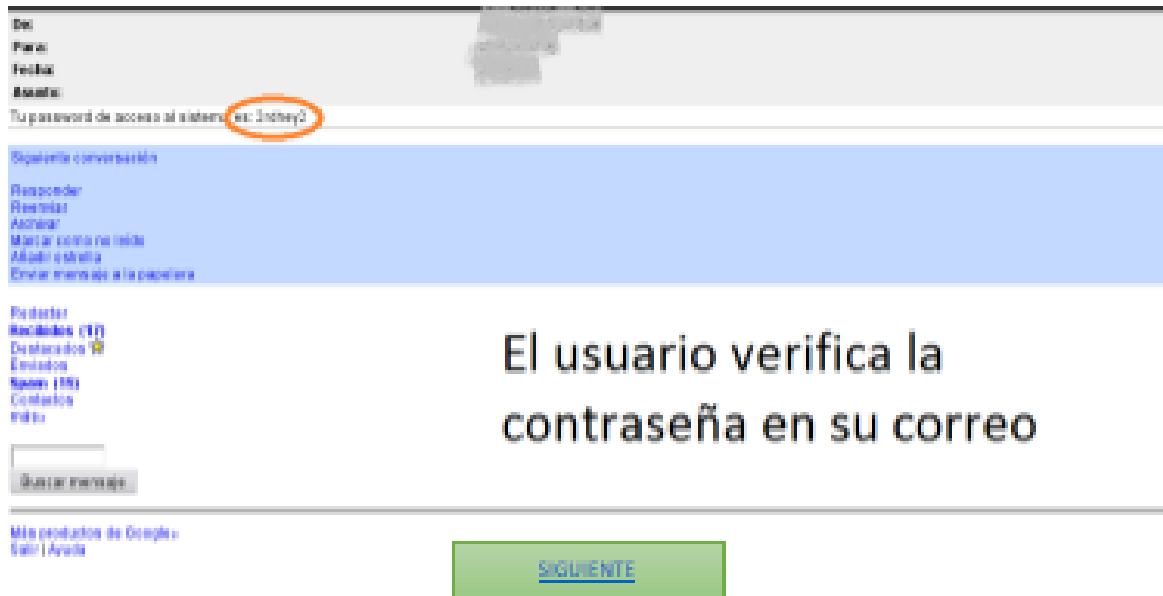 De:
Para:
Fecha:
Asunto:
Tu password de acceso al sistema es:
Siguiente conversación
Responder
Reenviar
Archivar
Marcar como no leído
Añadir estrella
Enviar mensaje a la papelera
Redactar
Recibidos (17)
Destacados
Enviados
Spam (15)
Contactos
El usuario verifica la
contraseña en su correo
Buscar mensaje
Más productos de Google»
Salir | Ayuda
SIGUIENTE